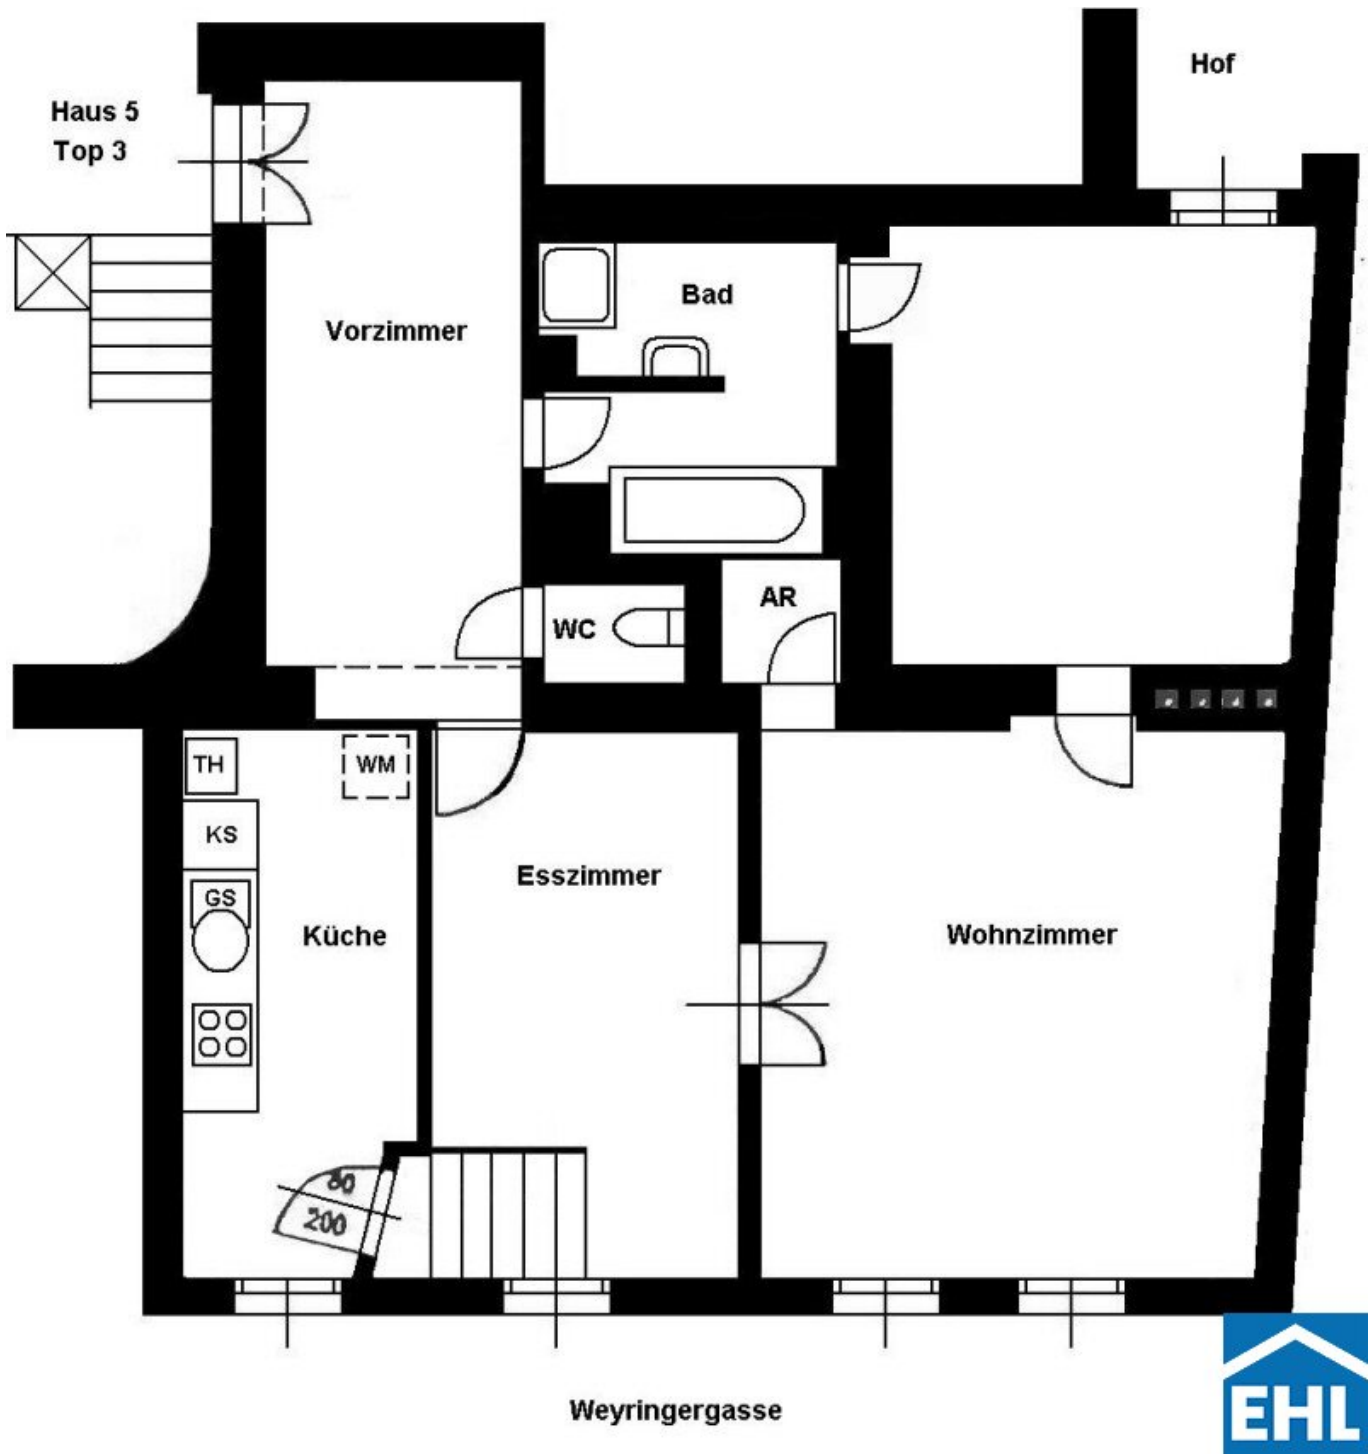 Hof
Haus 5
Top 3
Bad
Vorzimmer
AR
WC
TH
WM
KS
Esszimmer
GS
Küche
Wohnzimmer
80
200
EHL
Weyringergasse